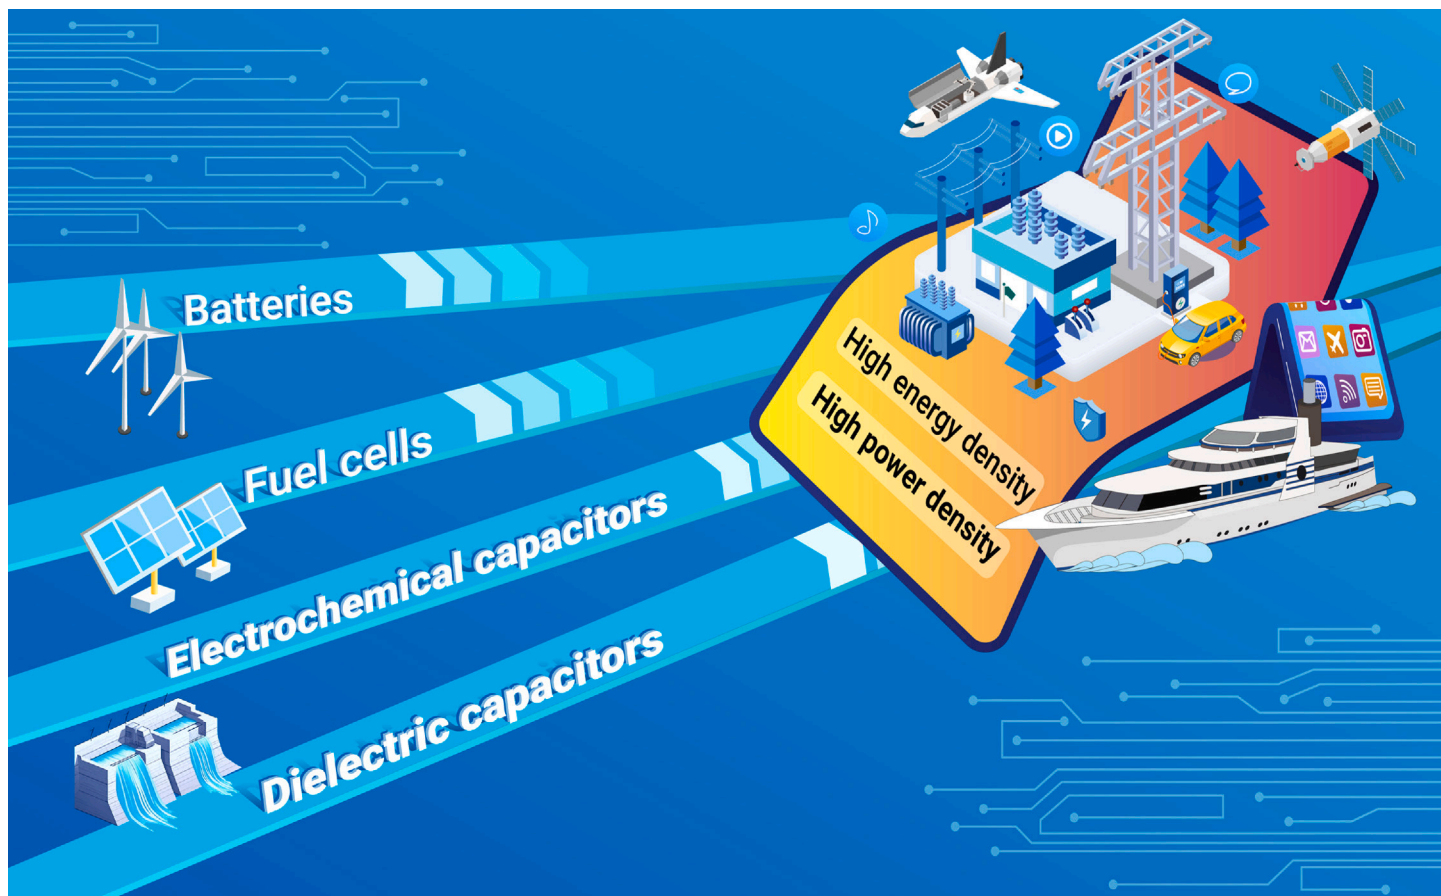 Batteries
Fuel cells
Electrochemical capacitors
Dielectric capacitors
High energy density
High power density